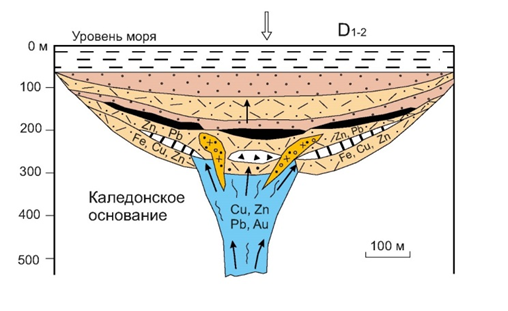 Уровень моря
D1-2
0 м
100
200
300
400
500
Zn, Pb
Fe, Cu, Zn
Zn, Pb
Fe, Cu, Zn
Каледонское
основание
Cu, Zn
Pb, Au
100 м